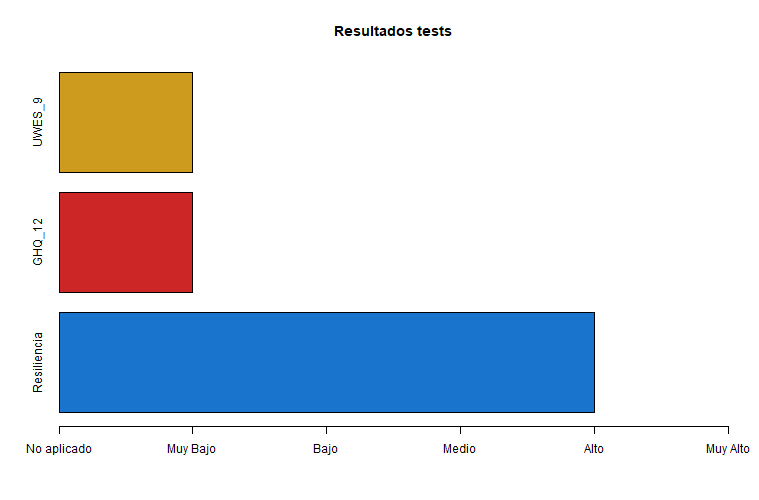 Resultados tests
UWES_9
GHQ_12
Resiliencia
No aplicado
Muy Bajo
Bajo
Medio
Alto
Muy Alto